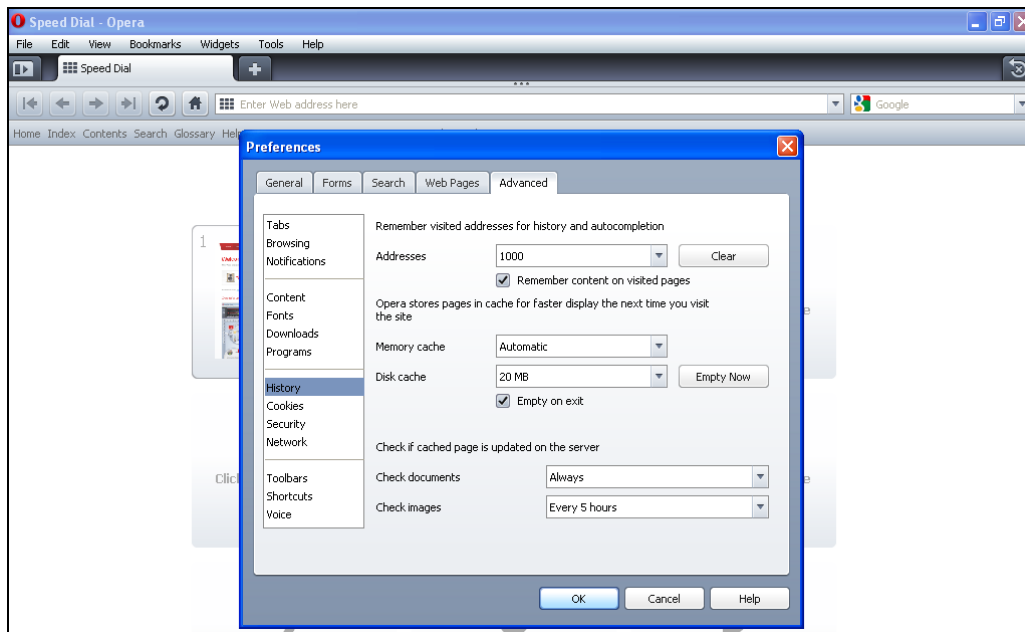 Speed Dial - Opera
File Edit View Bookmarks Widgets Tools Help
Speed Dial
Enter Web address here
Google
Home Index Contents Search Glossary
Preferences
General Forms Search Web Pages Advanced
Tabs
Browsing
Notifications
Content
Fonts
Downloads
Programs
History
Cookies
Security
Network
Toolbars
Shortcuts
Voice
Remember visited addresses for history and autocompletion
Addresses 1000 Clear
Remember content on visited pages
Opera stores pages in cache for faster display the next time you visit
the site
Memory cache Automatic
Disk cache 20 MB Empty Now
Empty on exit
Check if cached page is updated on the server
Check documents Always
Check images Every 5 hours
OK Cancel Help
1